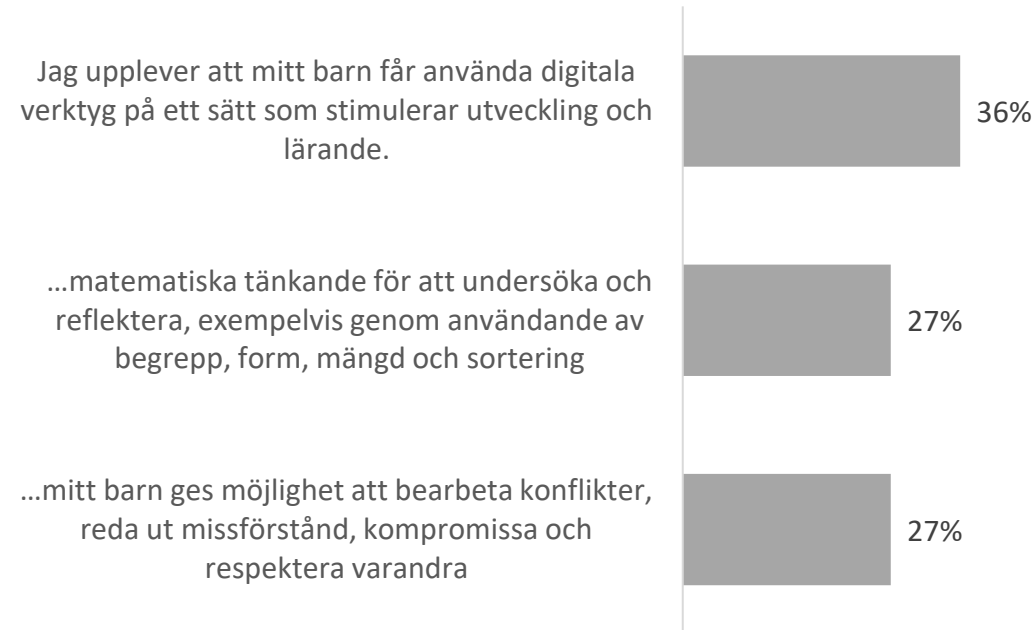 Jag upplever att mitt barn får använda digitala
verktyg på ett sätt som stimulerar utveckling och
lärande.
36%
...matematiska tänkande för att undersöka och
reflektera, exempelvis genom användande av
begrepp, form, mängd och sortering
27%
...mitt barn ges möjlighet att bearbeta konflikter,
reda ut missförstånd, kompromissa och
respektera varandra
27%